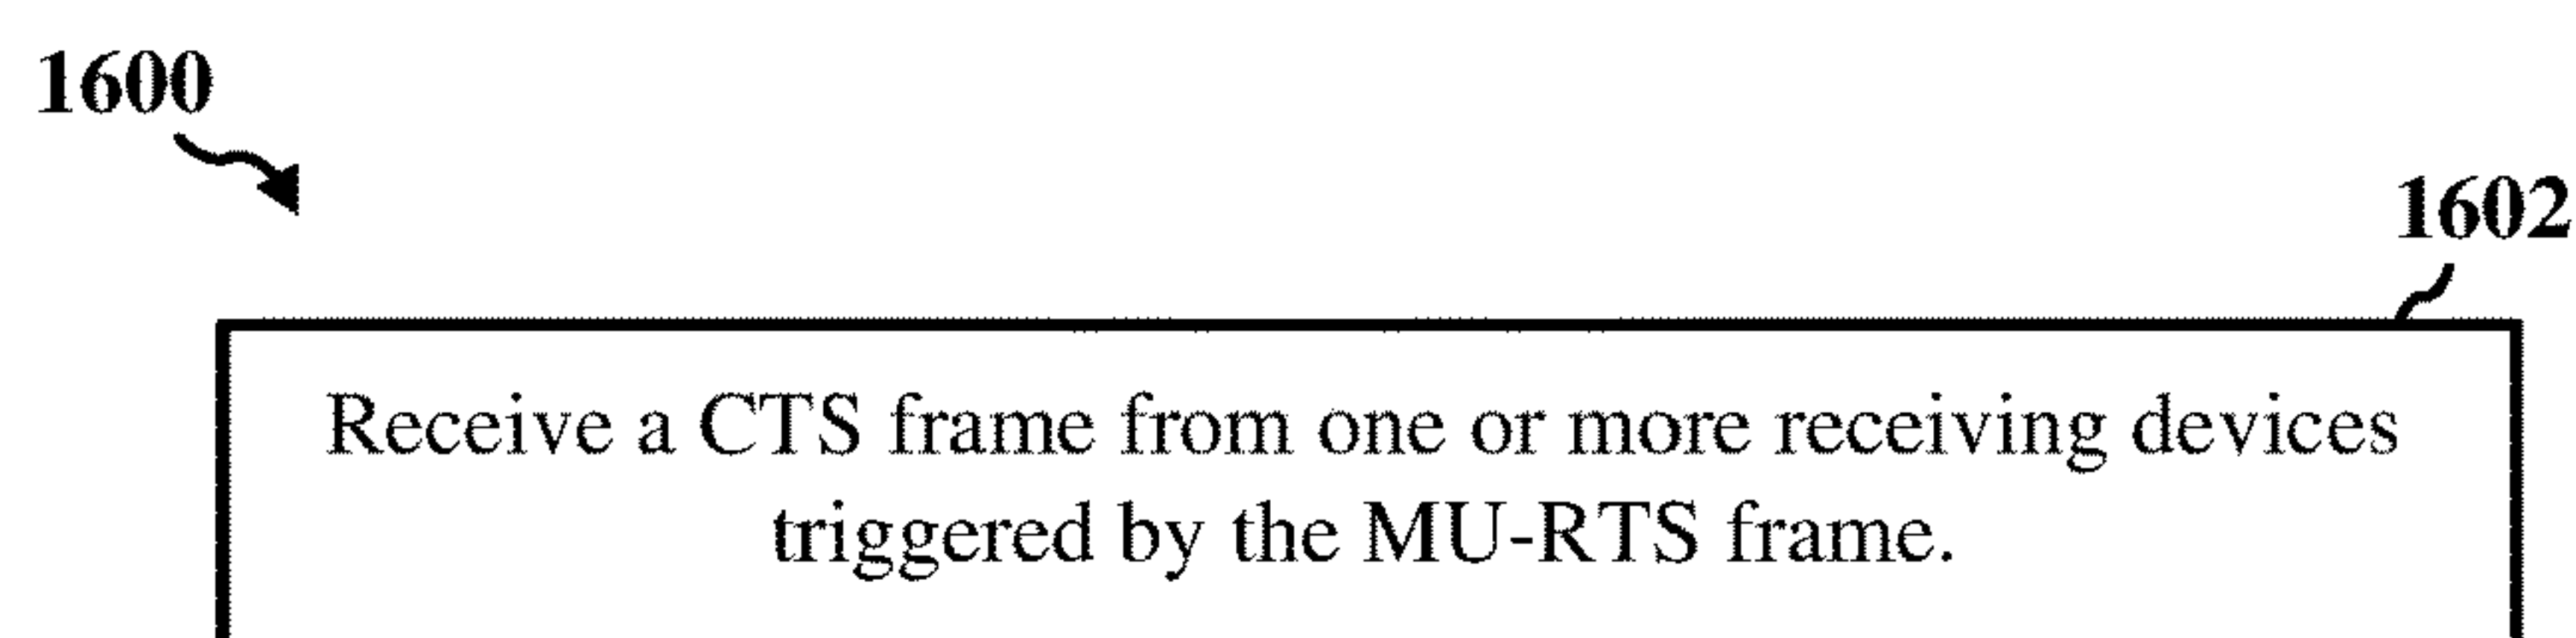 1600
1602
Receive a CTS frame from one or more receiving devices
triggered by the MU-RTS frame.